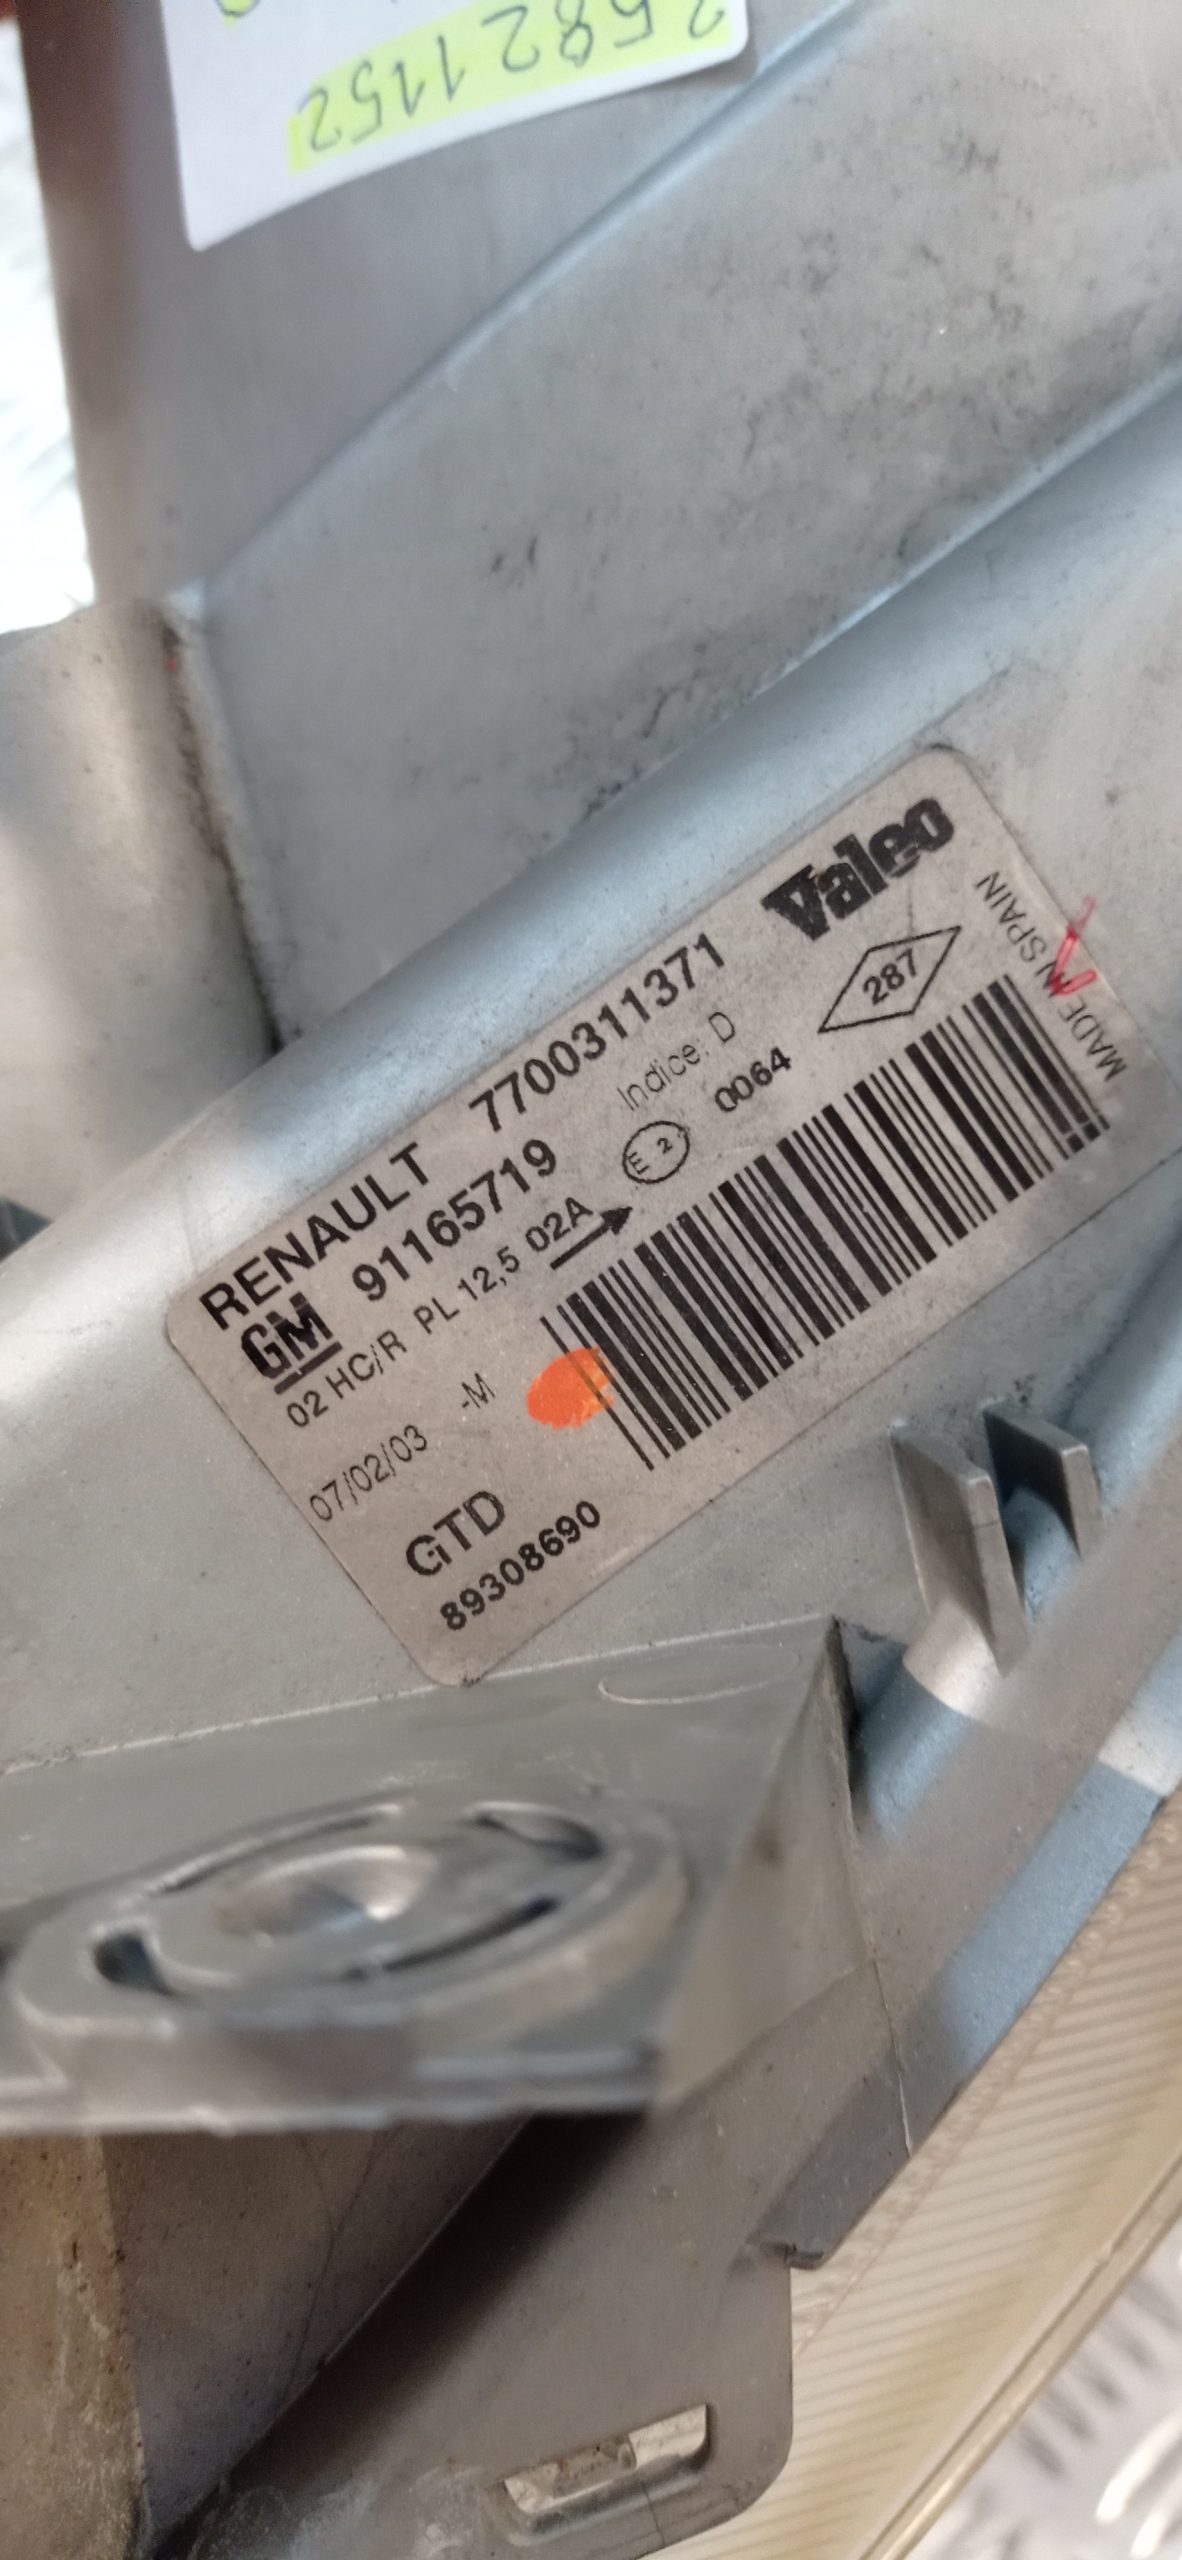 25821152
RENAULT 7700311371 Valeo
GM 91165719 Indice: D
02 HC/R PL 12,5 02A E 2 0064 287
07/02/03 -M
GTD
89308690
MADE IN SPAIN